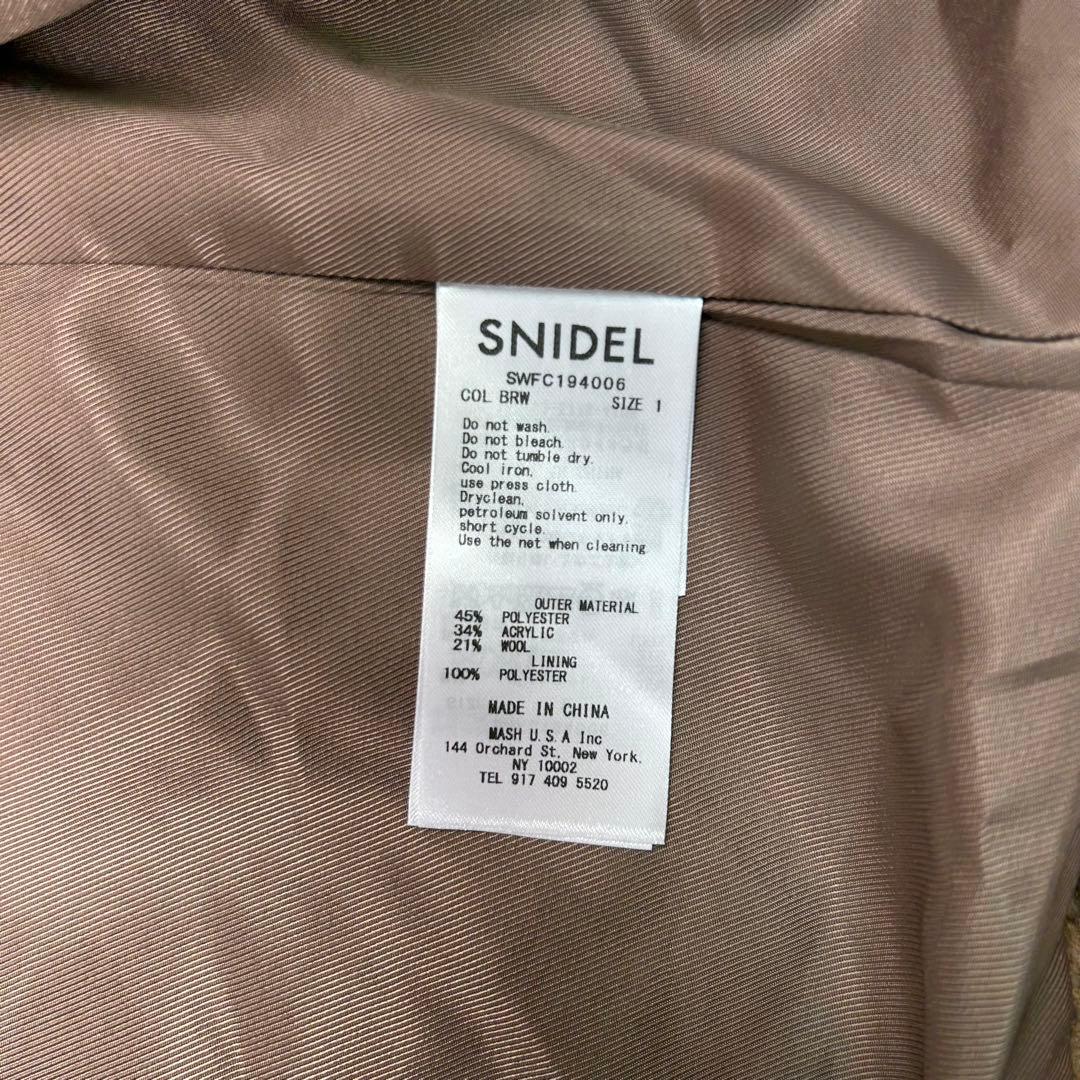 SNIDEL
SWFC194006
COL BRW SIZE 1
Do not wash.
Do not bleach.
Do not tumble dry.
Cool iron,
use press cloth.
Dryclean,
petroleum solvent only,
short cycle.
Use the net when cleaning
OUTER MATERIAL
45% POLYESTER
34% ACRYLIC
21% WOOL
LINING
100% POLYESTER
MADE IN CHINA
MASH U.S.A Inc
144 Orchard St, New York,
NY 10002
TEL 917 409 5520